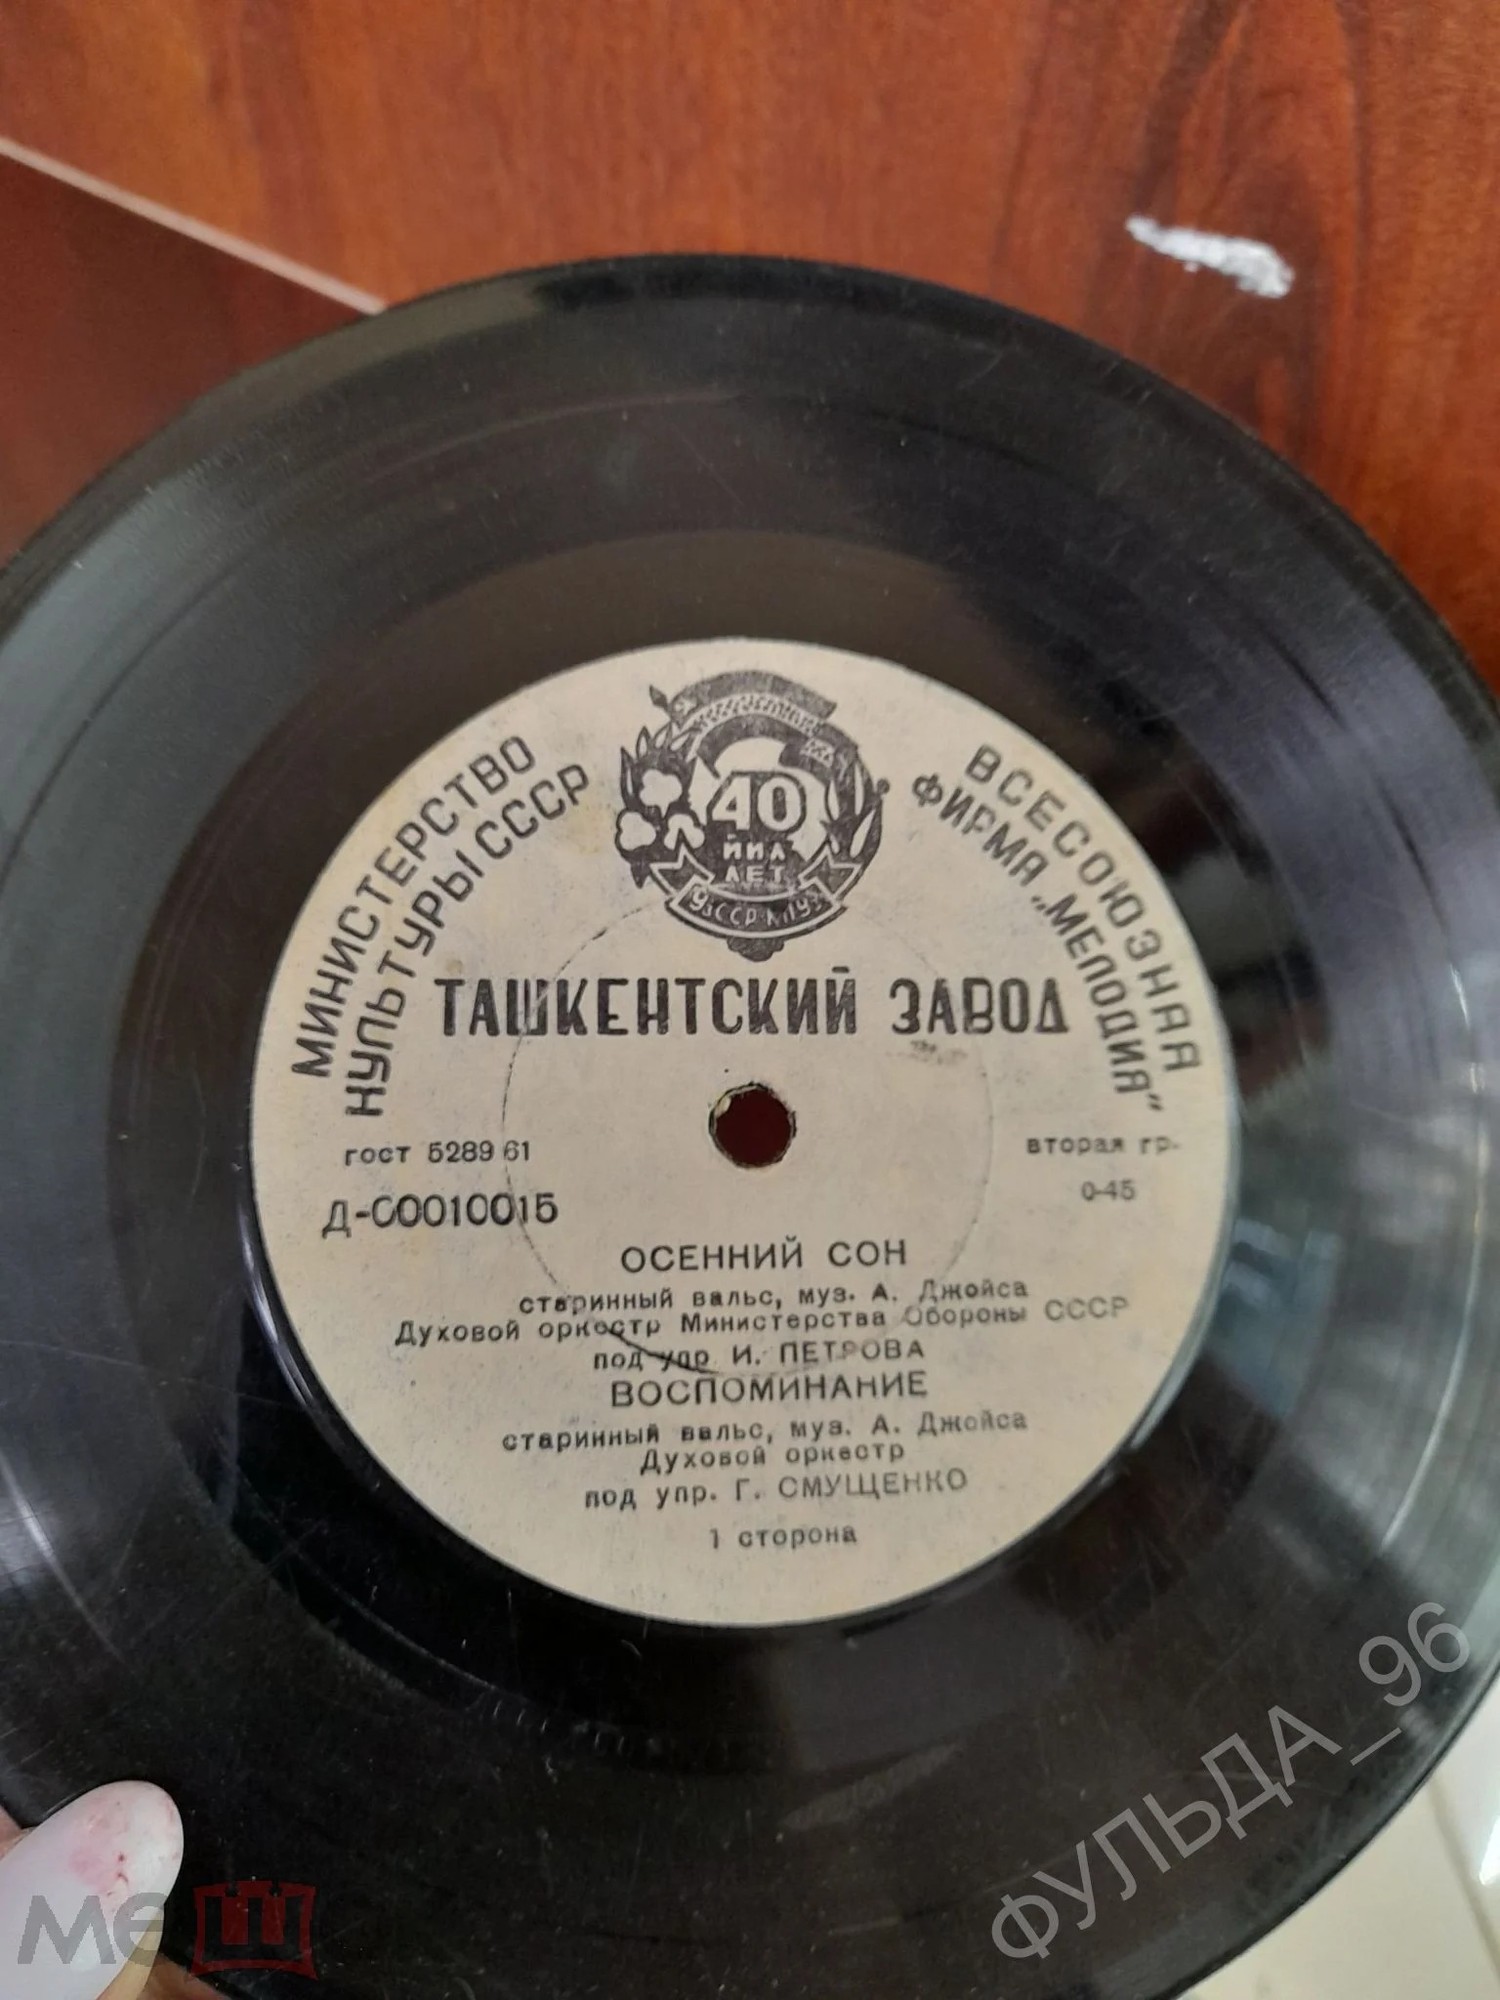 МИНИСТЕРСТВО
КУЛЬТУРЫ СССР
ВСЕСОЮЗНАЯ
ФИРМА „МЕЛОДИЯ"
40
ЙИЛ
ЛЕТ
ТАШКЕНТСКИЙ ЗАВОД
ГОСТ 5289 61
вторая гр.
Д-00010015
0-45
ОСЕННИЙ СОН
старинный вальс, муз. А. Джойса
Духовой оркестр Министерства Обороны СССР
под упр И. ПЕТРОВА
ВОСПОМИНАНИЕ
старинный вальс, муз. А. Джойса
Духовой оркестр
под упр. Г. СМУЩЕНКО
1 сторона
ФУЛЬДА_96
мешок